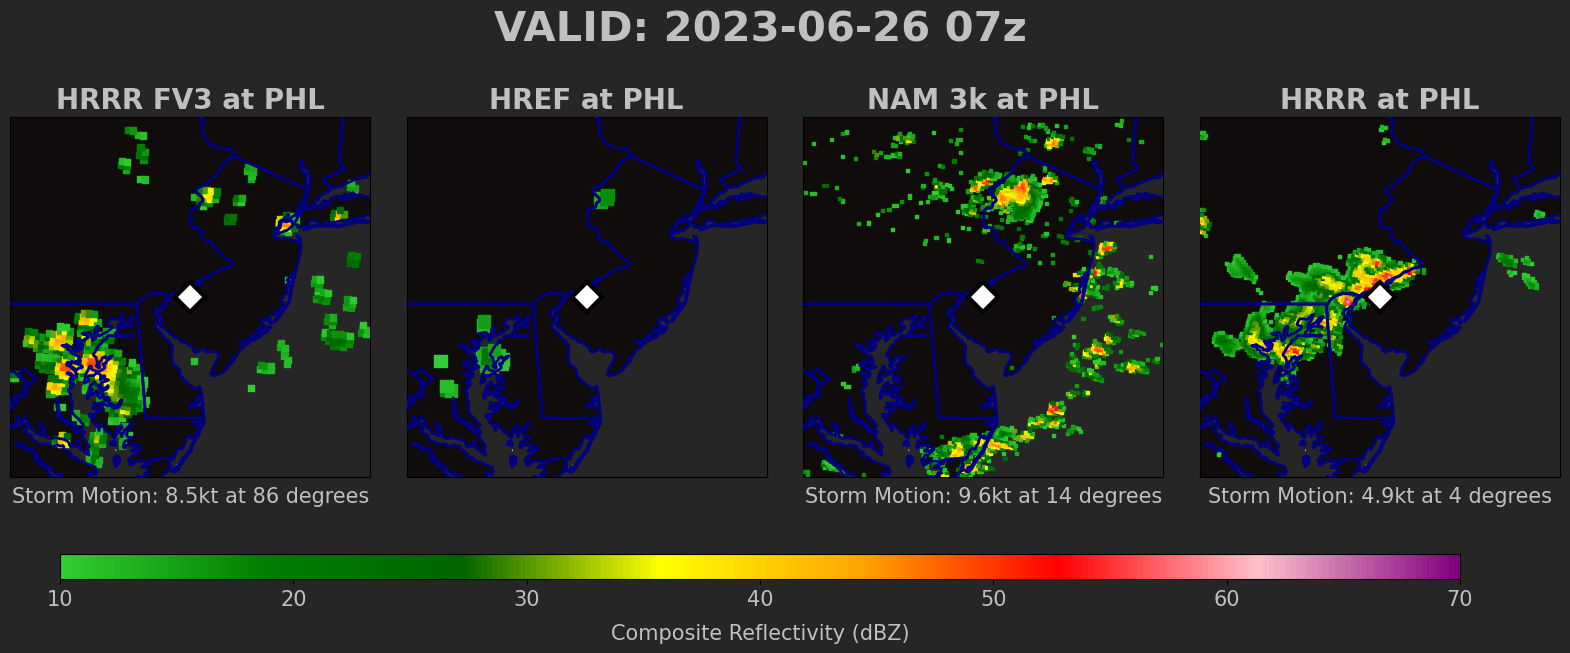 VALID: 2023-06-26 07z
HRRR FV3 at PHL
HREF at PHL
NAM 3k at PHL
HRRR at PHL
Storm Motion: 8.5kt at 86 degrees
Storm Motion: 9.6kt at 14 degrees
Storm Motion: 4.9kt at 4 degrees
10 20 30 40 50 60 70
Composite Reflectivity (dBZ)